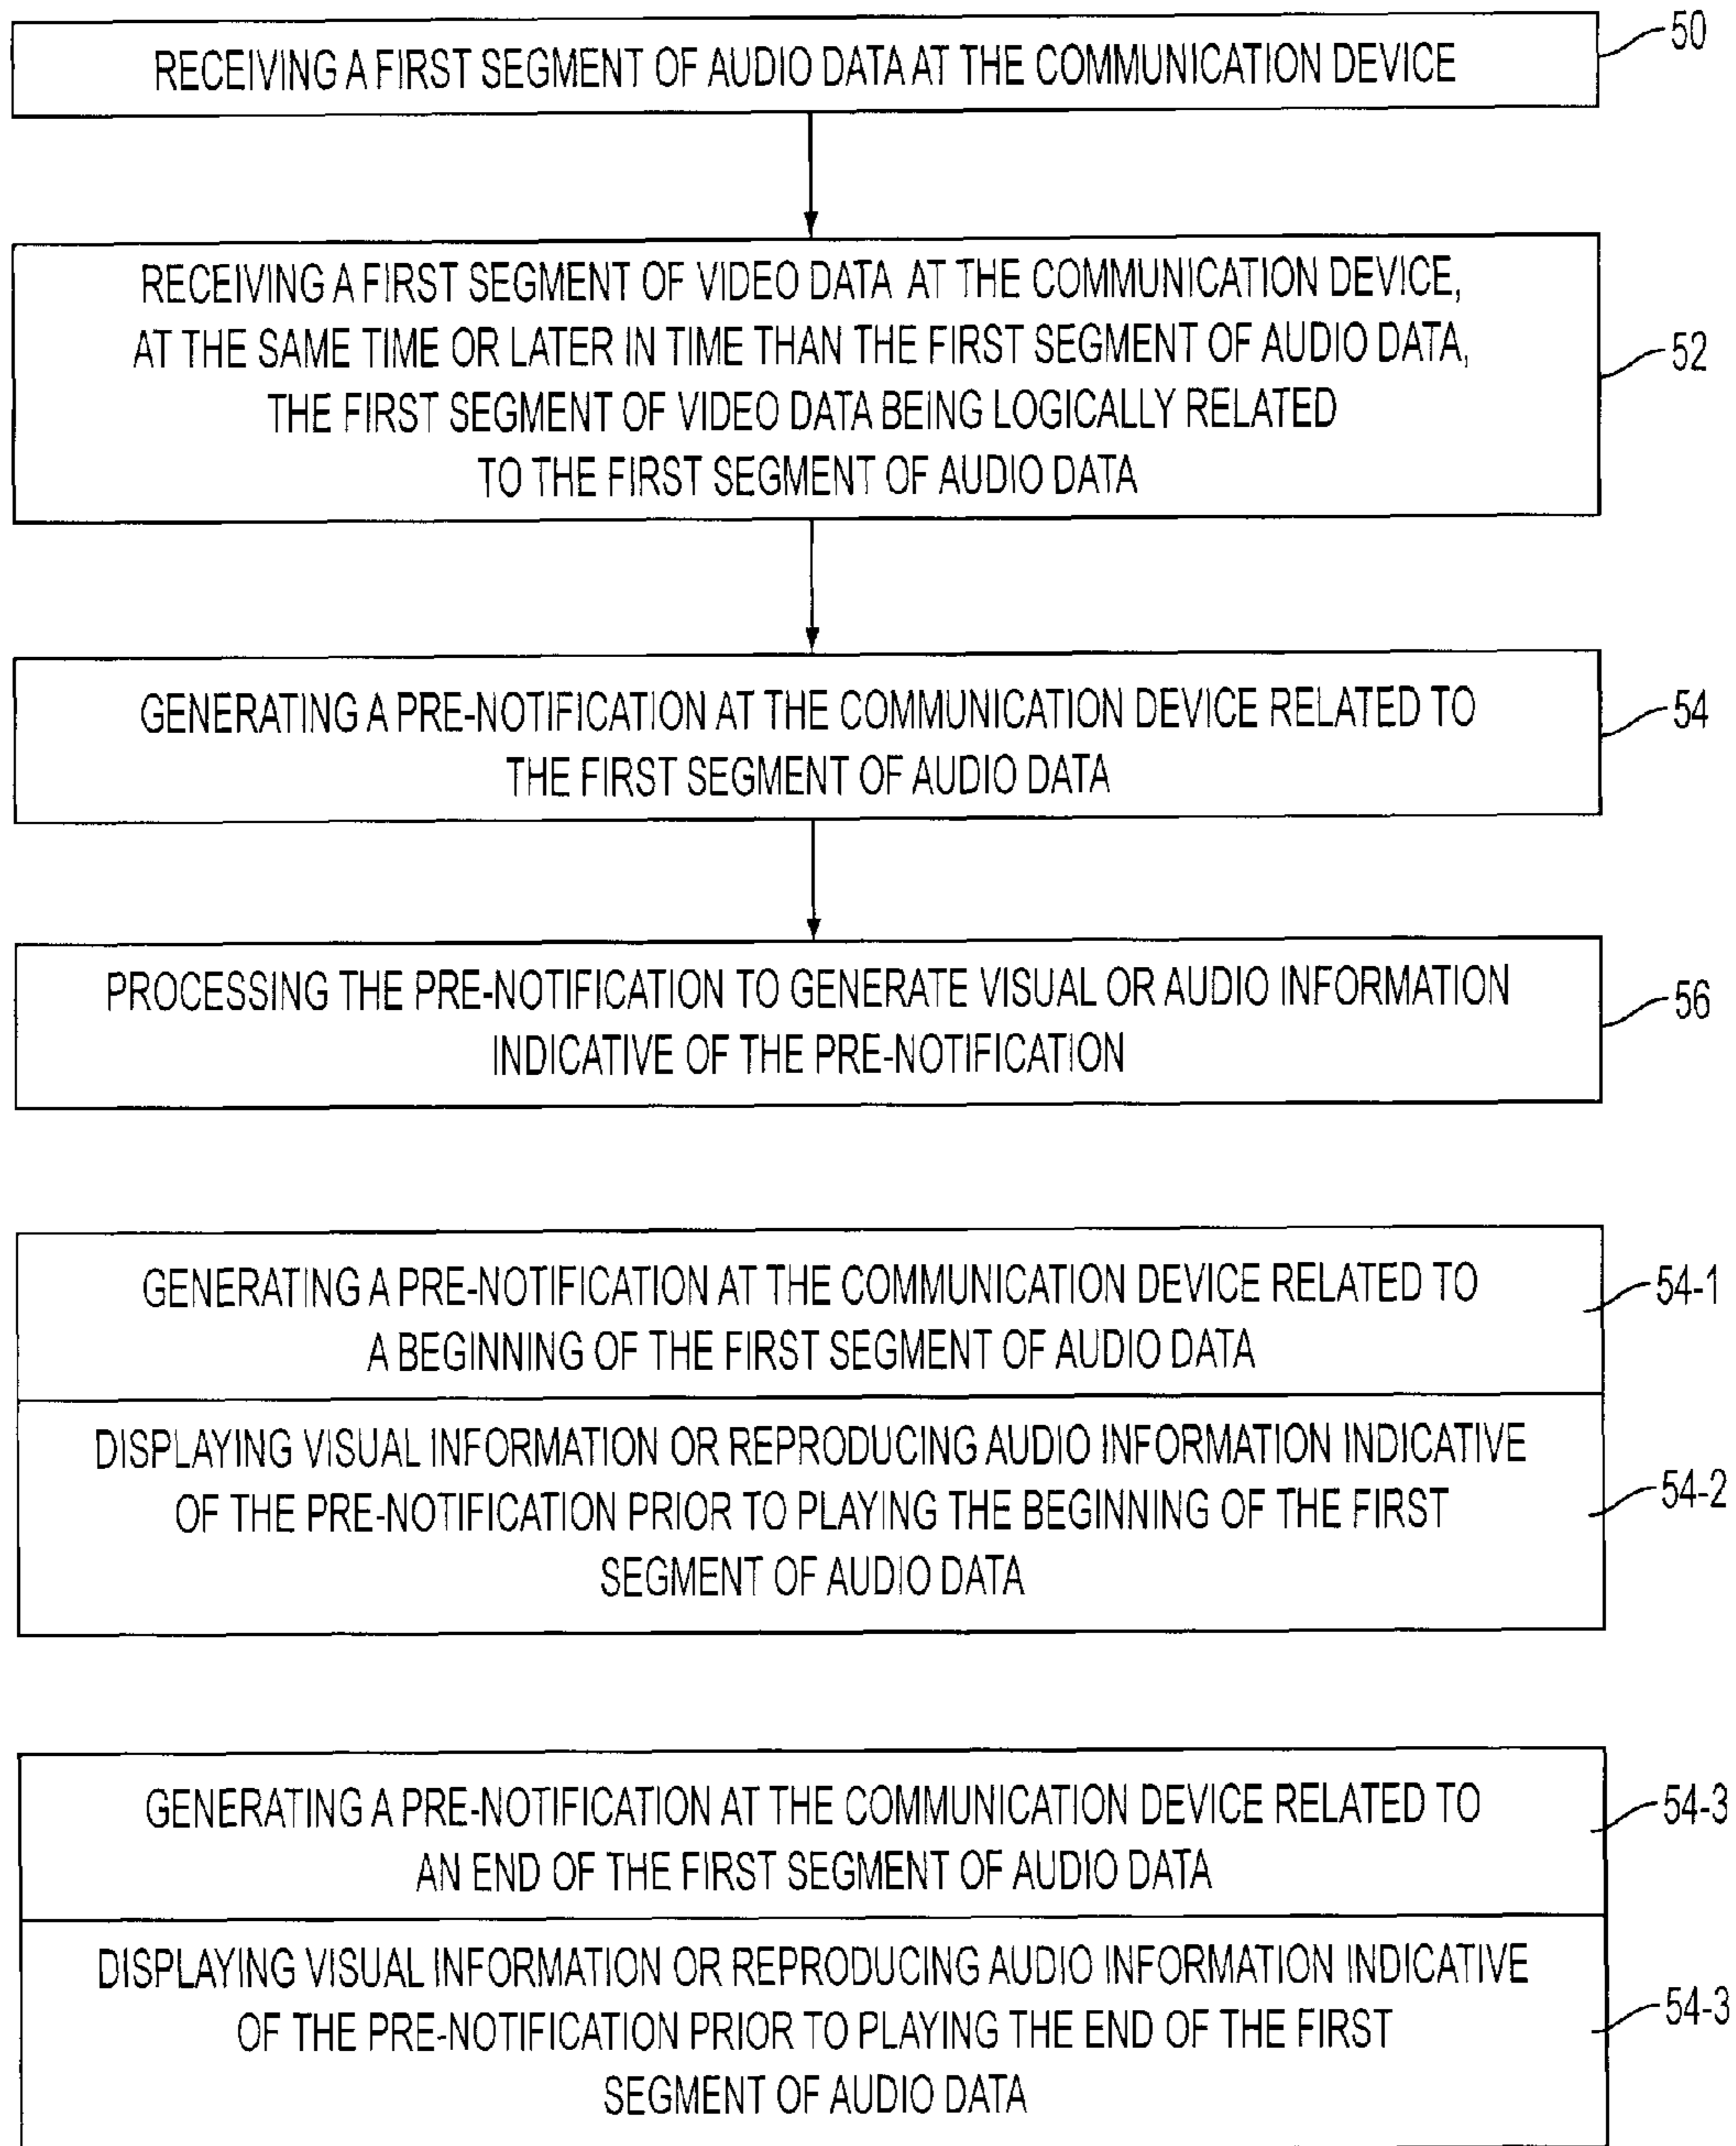 RECEIVING A FIRST SEGMENT OF AUDIO DATA AT THE COMMUNICATION DEVICE
50
RECEIVING A FIRST SEGMENT OF VIDEO DATA AT THE COMMUNICATION DEVICE,
AT THE SAME TIME OR LATER IN TIME THAN THE FIRST SEGMENT OF AUDIO DATA,
THE FIRST SEGMENT OF VIDEO DATA BEING LOGICALLY RELATED
TO THE FIRST SEGMENT OF AUDIO DATA
52
GENERATING A PRE-NOTIFICATION AT THE COMMUNICATION DEVICE RELATED TO
THE FIRST SEGMENT OF AUDIO DATA
54
PROCESSING THE PRE-NOTIFICATION TO GENERATE VISUAL OR AUDIO INFORMATION
INDICATIVE OF THE PRE-NOTIFICATION
56
GENERATING A PRE-NOTIFICATION AT THE COMMUNICATION DEVICE RELATED TO
A BEGINNING OF THE FIRST SEGMENT OF AUDIO DATA
54-1
DISPLAYING VISUAL INFORMATION OR REPRODUCING AUDIO INFORMATION INDICATIVE
OF THE PRE-NOTIFICATION PRIOR TO PLAYING THE BEGINNING OF THE FIRST
SEGMENT OF AUDIO DATA
54-2
GENERATING A PRE-NOTIFICATION AT THE COMMUNICATION DEVICE RELATED TO
AN END OF THE FIRST SEGMENT OF AUDIO DATA
54-3
DISPLAYING VISUAL INFORMATION OR REPRODUCING AUDIO INFORMATION INDICATIVE
OF THE PRE-NOTIFICATION PRIOR TO PLAYING THE END OF THE FIRST
SEGMENT OF AUDIO DATA
54-3